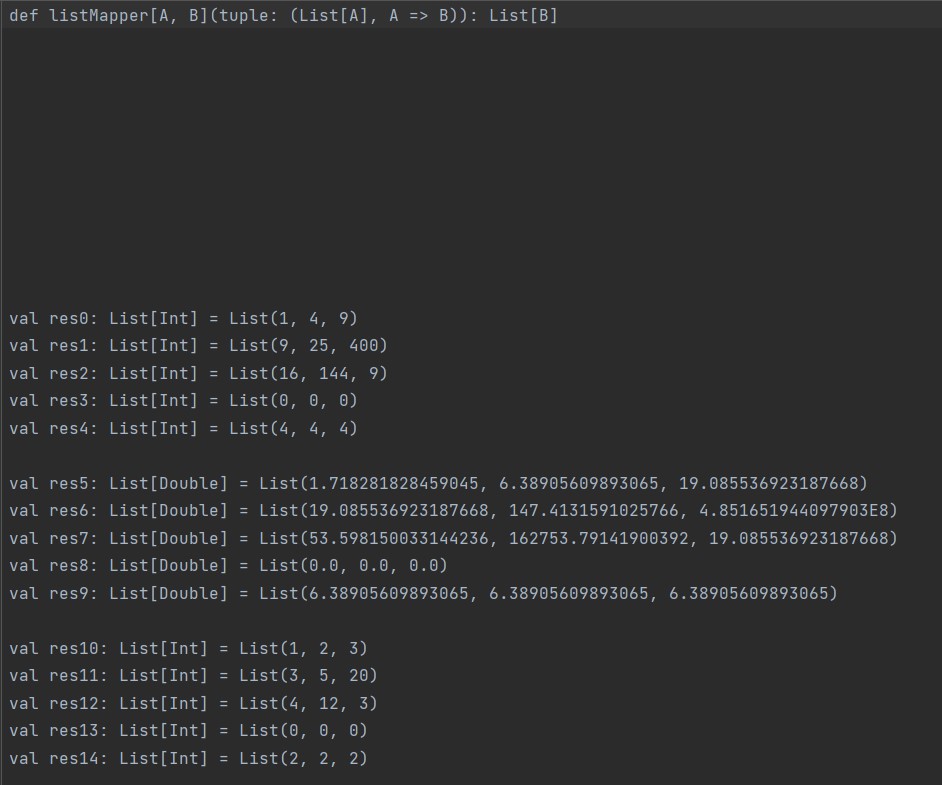 def listMapper[A, B](tuple: (List[A], A => B)): List[B]
val res0: List[Int] = List(1, 4, 9)
val res1: List[Int] = List(9, 25, 400)
val res2: List[Int] = List(16, 144, 9)
val res3: List[Int] = List(0, 0, 0)
val res4: List[Int] = List(4, 4, 4)
val res5: List[Double] = List(1.718281828459045, 6.38905609893065, 19.085536923187668)
val res6: List[Double] = List(19.085536923187668, 147.4131591025766, 4.851651944097903E8)
val res7: List[Double] = List(53.598150033144236, 162753.79141900392, 19.085536923187668)
val res8: List[Double] = List(0.0, 0.0, 0.0)
val res9: List[Double] = List(6.38905609893065, 6.38905609893065, 6.38905609893065)
val res10: List[Int] = List(1, 2, 3)
val res11: List[Int] = List(3, 5, 20)
val res12: List[Int] = List(4, 12, 3)
val res13: List[Int] = List(0, 0, 0)
val res14: List[Int] = List(2, 2, 2)